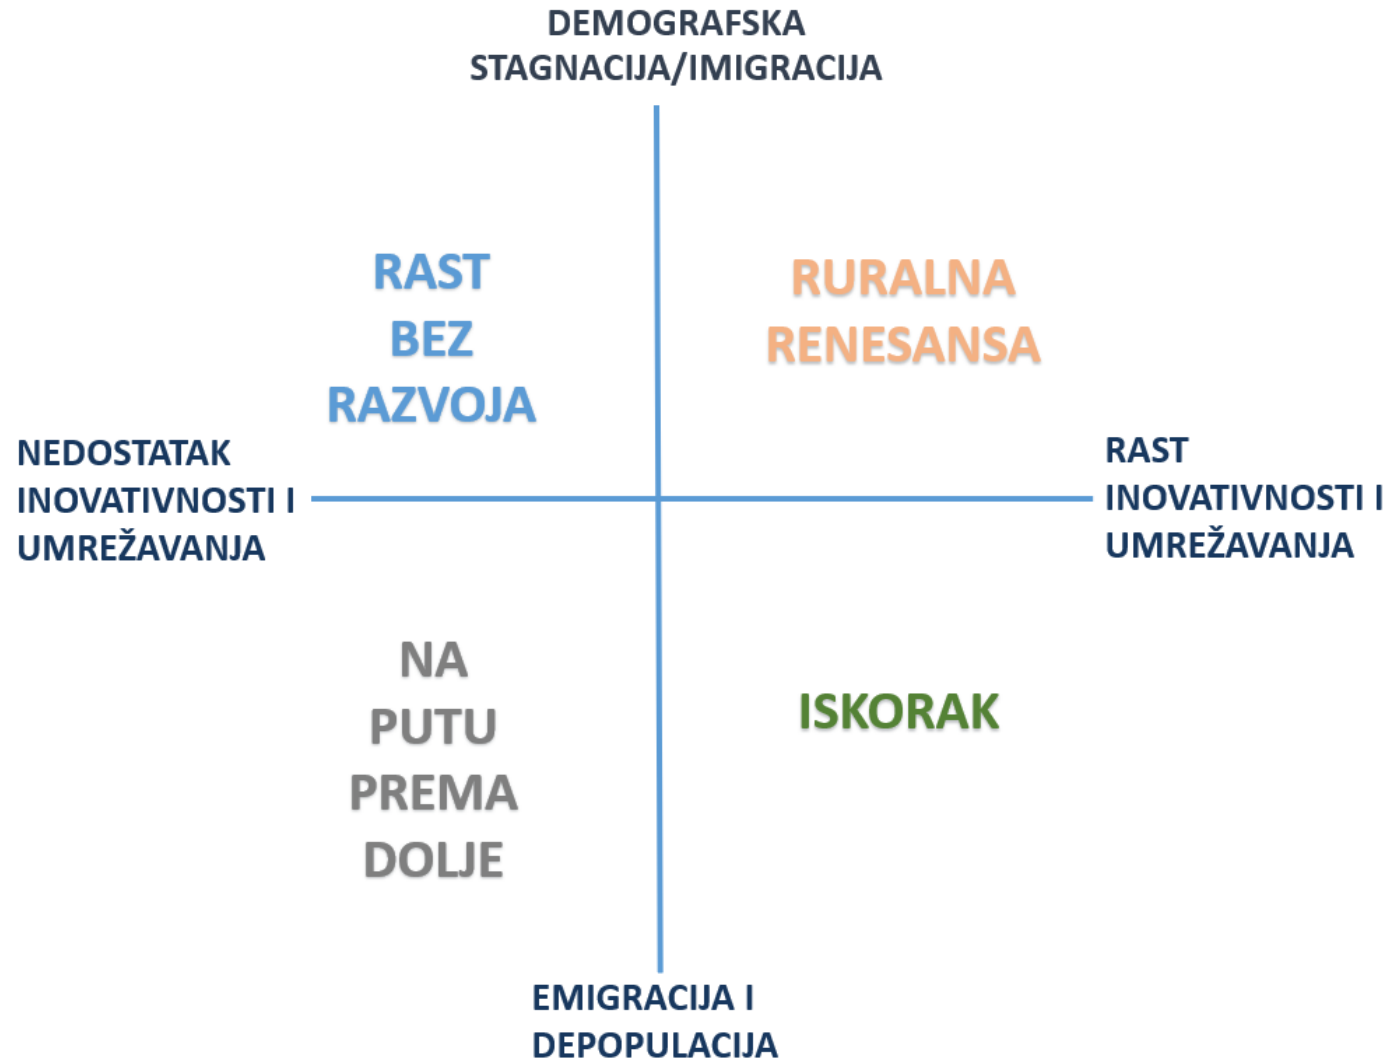 DEMOGRAFSKA
STAGNACIJA/IMIGRACIJA
RAST
BEZ
RAZVOJA
RURALNA
RENESANSA
NEDOSTATAK
INOVATIVNOSTI I
UMREŽAVANJA
RAST
INOVATIVNOSTI I
UMREŽAVANJA
NA
PUTU
PREMA
DOLJE
ISKORAK
EMIGRACIJA I
DEPOPULACIJA